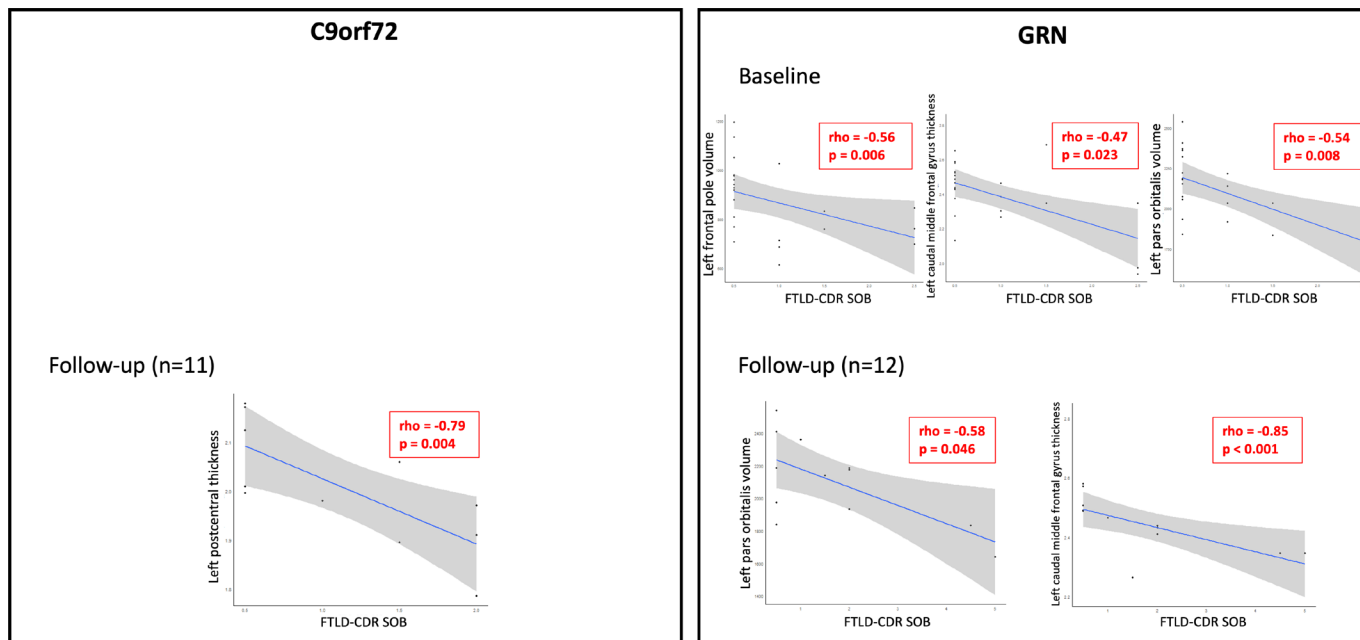 C9orf72
Follow-up (n=11)
Left postcentral thickness
rho = -0.79
p = 0.004
FTLD-CDR SOB
GRN
Baseline
Left frontal pole volume
rho = -0.56
p = 0.006
FTLD-CDR SOB
Left caudal middle frontal gyrus thickness
rho = -0.47
p = 0.023
FTLD-CDR SOB
Left pars orbitalis volume
rho = -0.54
p = 0.008
FTLD-CDR SOB
Follow-up (n=12)
Left pars orbitalis volume
rho = -0.58
p = 0.046
FTLD-CDR SOB
Left caudal middle frontal gyrus thickness
rho = -0.85
p < 0.001
FTLD-CDR SOB